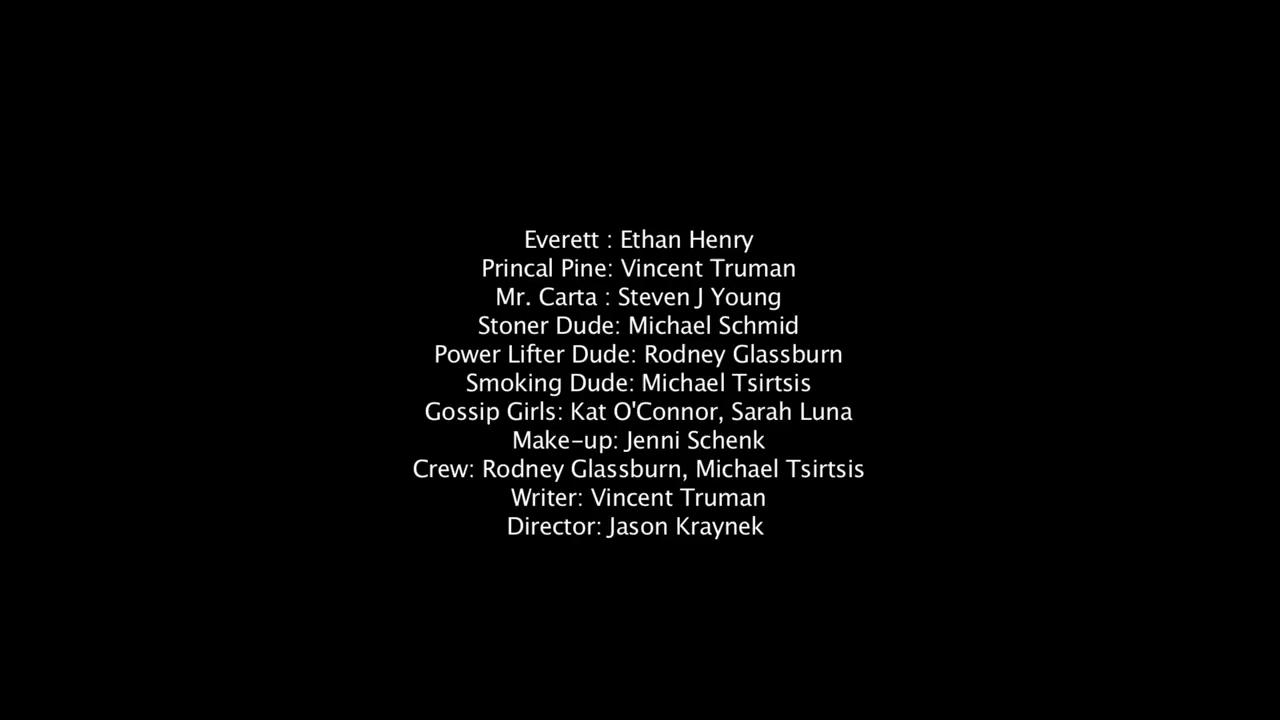 Everett : Ethan Henry
Princal Pine: Vincent Truman
Mr. Carta : Steven J Young
Stoner Dude: Michael Schmid
Power Lifter Dude: Rodney Glassburn
Smoking Dude: Michael Tsirtsis
Gossip Girls: Kat O'Connor, Sarah Luna
Make-up: Jenni Schenk
Crew: Rodney Glassburn, Michael Tsirtsis
Writer: Vincent Truman
Director: Jason Kraynek